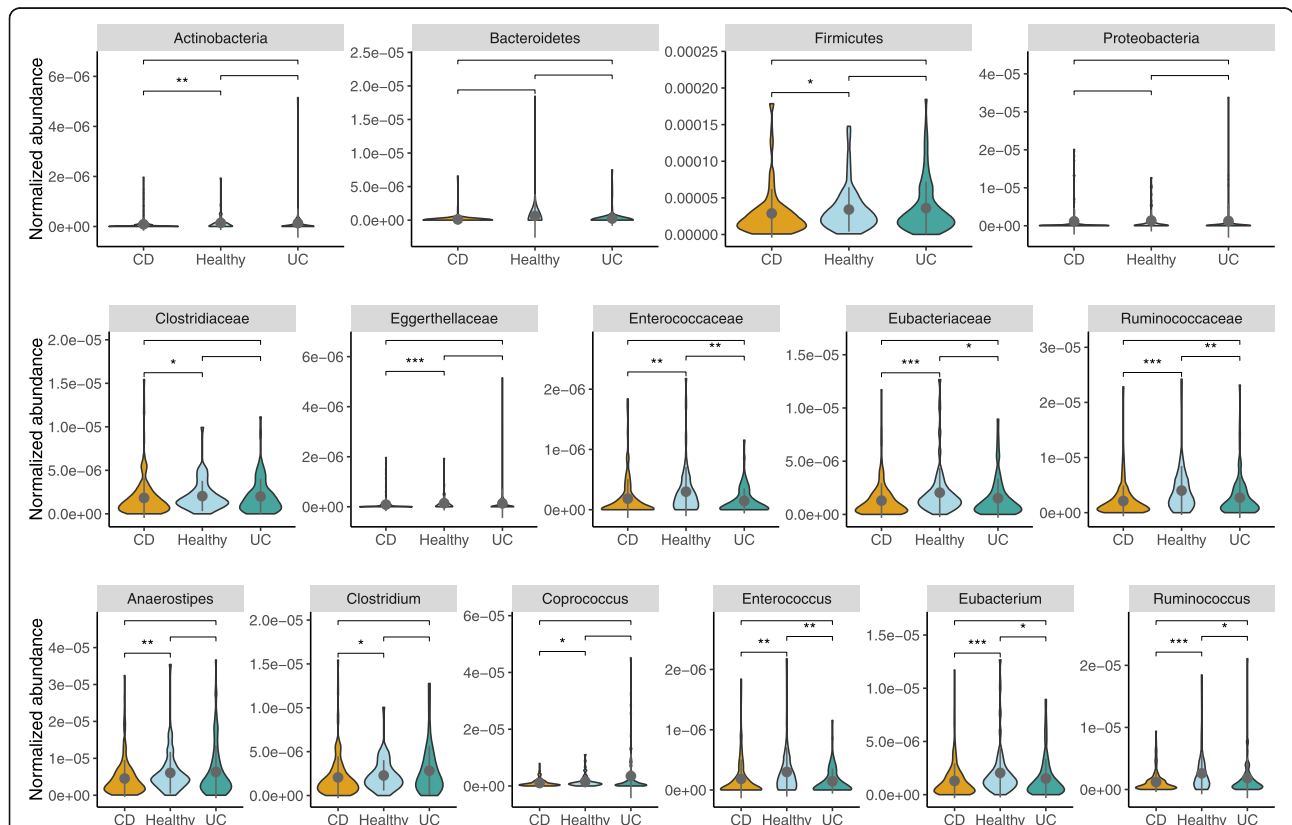 Actinobacteria Bacteroidetes Firmicutes Proteobacteria
Normalized abundance
6e−06
4e−06
2e−06
0e+00
**
CD Healthy UC
2.5e−05
2.0e−05
1.5e−05
1.0e−05
5.0e−06
0.0e+00
CD Healthy UC
0.00025
0.00020
0.00015
0.00010
0.00005
0.00000
*
CD Healthy UC
4e−05
3e−05
2e−05
1e−05
0e+00
CD Healthy UC
Clostridiaceae Eggerthellaceae Enterococcaceae Eubacteriaceae Ruminococcaceae
Normalized abundance
2.0e−05
1.5e−05
1.0e−05
5.0e−06
0.0e+00
*
CD Healthy UC
6e−06
4e−06
2e−06
0e+00
***
CD Healthy UC
2e−06
1e−06
0e+00
**
**
CD Healthy UC
1.5e−05
1.0e−05
5.0e−06
0.0e+00
*
***
CD Healthy UC
3e−05
2e−05
1e−05
0e+00
**
***
CD Healthy UC
Anaerostipes Clostridium Coprococcus Enterococcus Eubacterium Ruminococcus
Normalized abundance
4e−05
3e−05
2e−05
1e−05
0e+00
**
CD Healthy UC
2.0e−05
1.5e−05
1.0e−05
5.0e−06
0.0e+00
*
CD Healthy UC
6e−05
4e−05
2e−05
0e+00
*
CD Healthy UC
2e−06
1e−06
0e+00
**
**
CD Healthy UC
1.5e−05
1.0e−05
5.0e−06
0.0e+00
*
***
CD Healthy UC
2e−05
1e−05
0e+00
*
***
CD Healthy UC